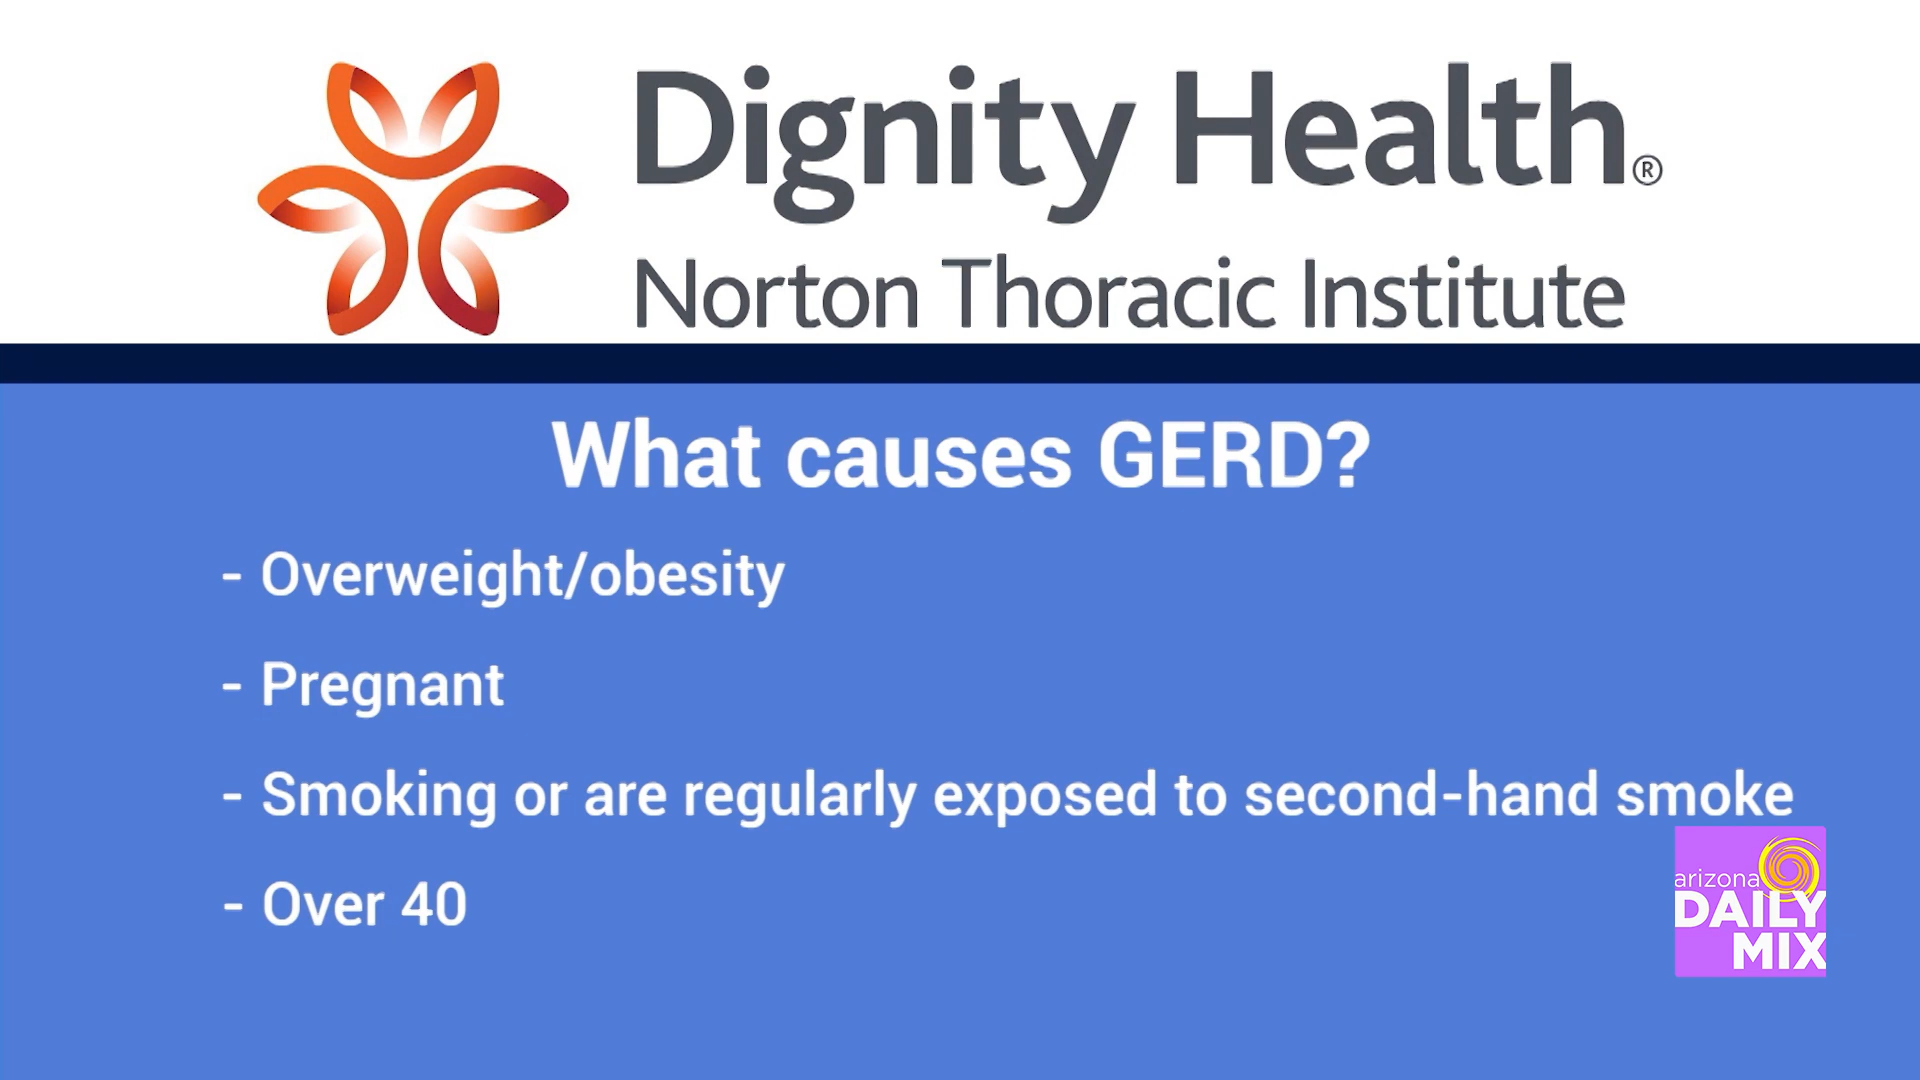 Dignity Health®
Norton Thoracic Institute
What causes GERD?
- Overweight/obesity
- Pregnant
- Smoking or are regularly exposed to second-hand smoke
- Over 40
arizona
DAILY
MIX